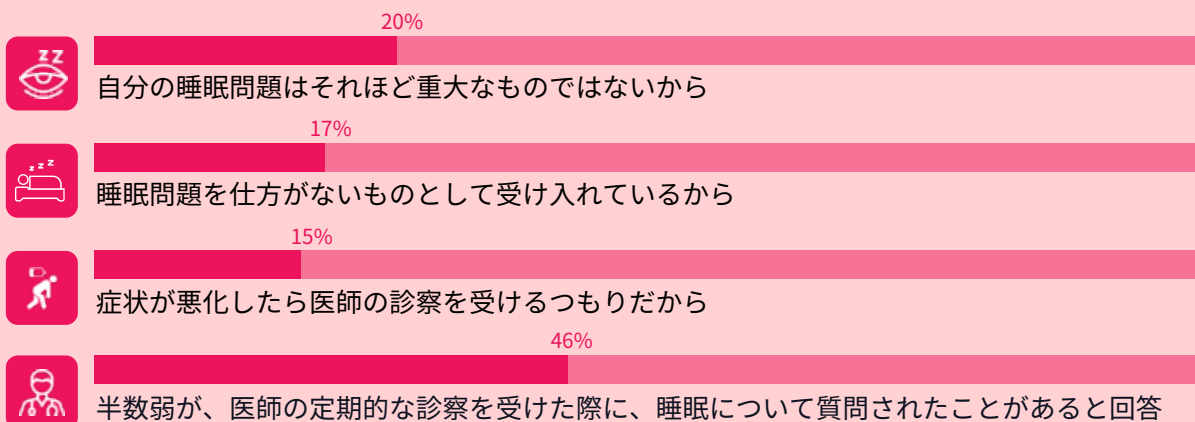 20%
自分の睡眠問題はそれほど重大なものではないから
17%
睡眠問題を仕方がないものとして受け入れているから
15%
症状が悪化したら医師の診察を受けるつもりだから
46%
半数弱が、医師の定期的な診察を受けた際に、睡眠について質問されたことがあると回答